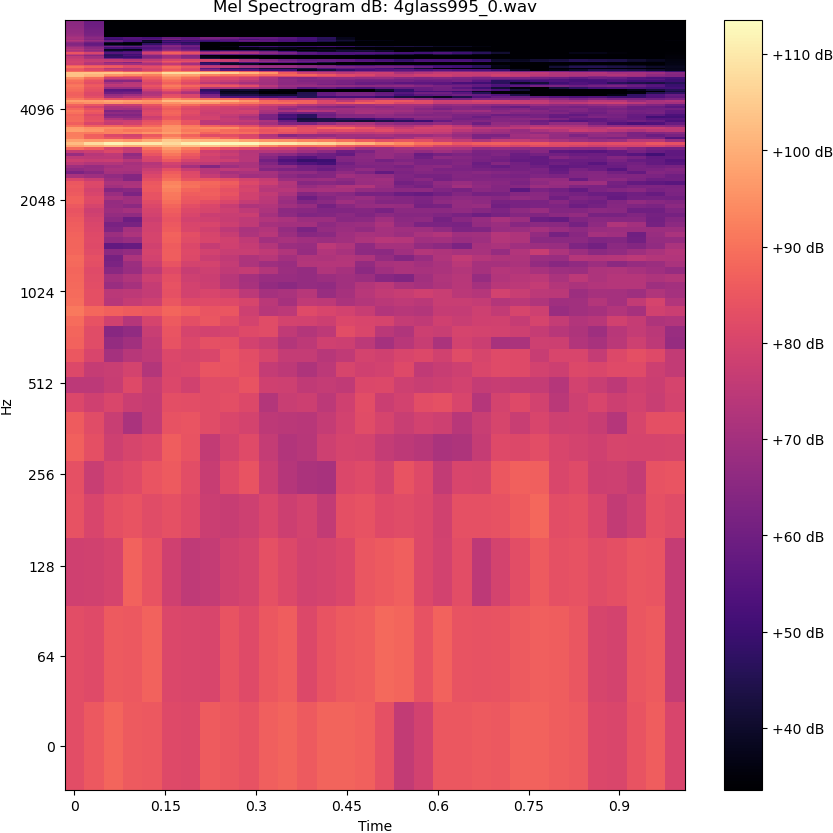 Mel Spectrogram dB: 4glass995_0.wav
+110 dB
4096
+100 dB
2048
+90 dB
1024
+80 dB
512
Hz
+70 dB
256
+60 dB
128
+50 dB
64
+40 dB
0
0 0.15 0.3 0.45 0.6 0.75 0.9
Time